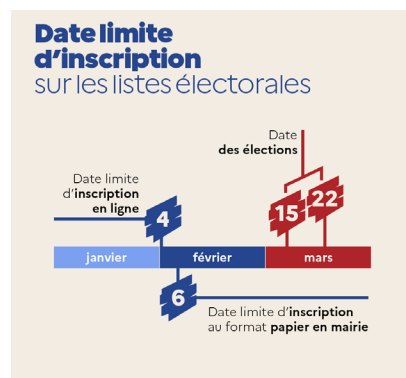 Date limite
d’inscription
sur les listes électorales
Date
des élections
Date limite
d’inscription
en ligne
4
15
22
janvier
février
mars
6
Date limite d’inscription
au format papier en mairie